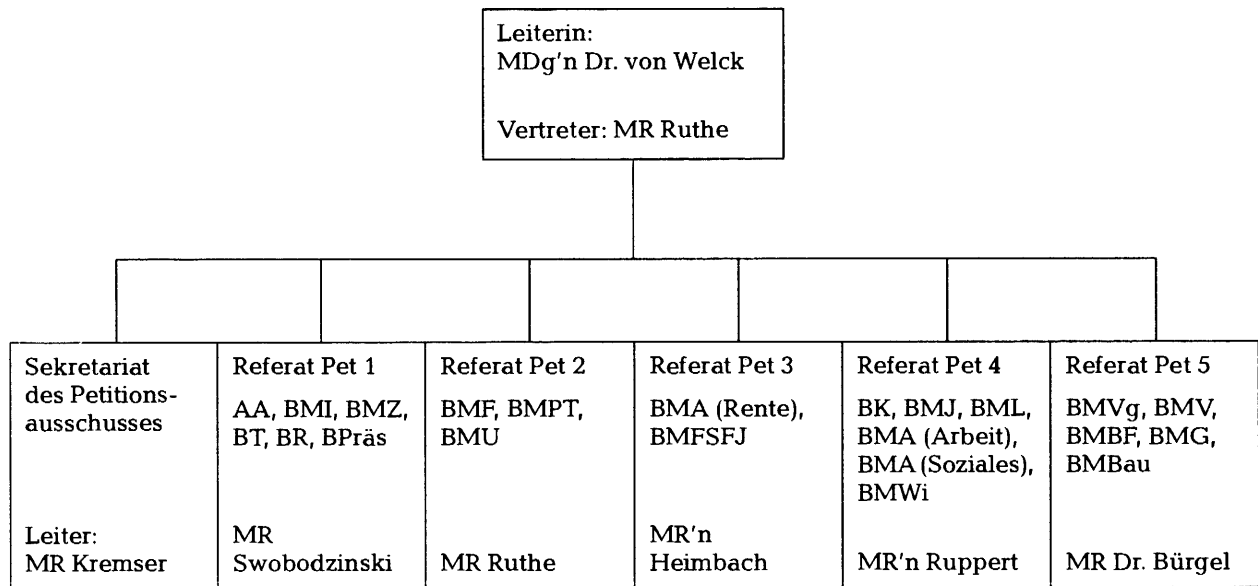 Leiterin:
MDg'n Dr. von Welck
Vertreter: MR Ruthe
Sekretariat
des Petitions-
ausschusses
Leiter:
MR Kremser
Referat Pet 1
AA, BMI, BMZ,
BT, BR, BPräs
MR
Swobodzinski
Referat Pet 2
BMF, BMPT,
BMU
MR Ruthe
Referat Pet 3
BMA (Rente),
BMFSFJ
MR'n
Heimbach
Referat Pet 4
BK, BMJ, BML,
BMA (Arbeit),
BMA (Soziales),
BMWi
MR'n Ruppert
Referat Pet 5
BMVg, BMV,
BMBF, BMG,
BMBau
MR Dr. Bürgel